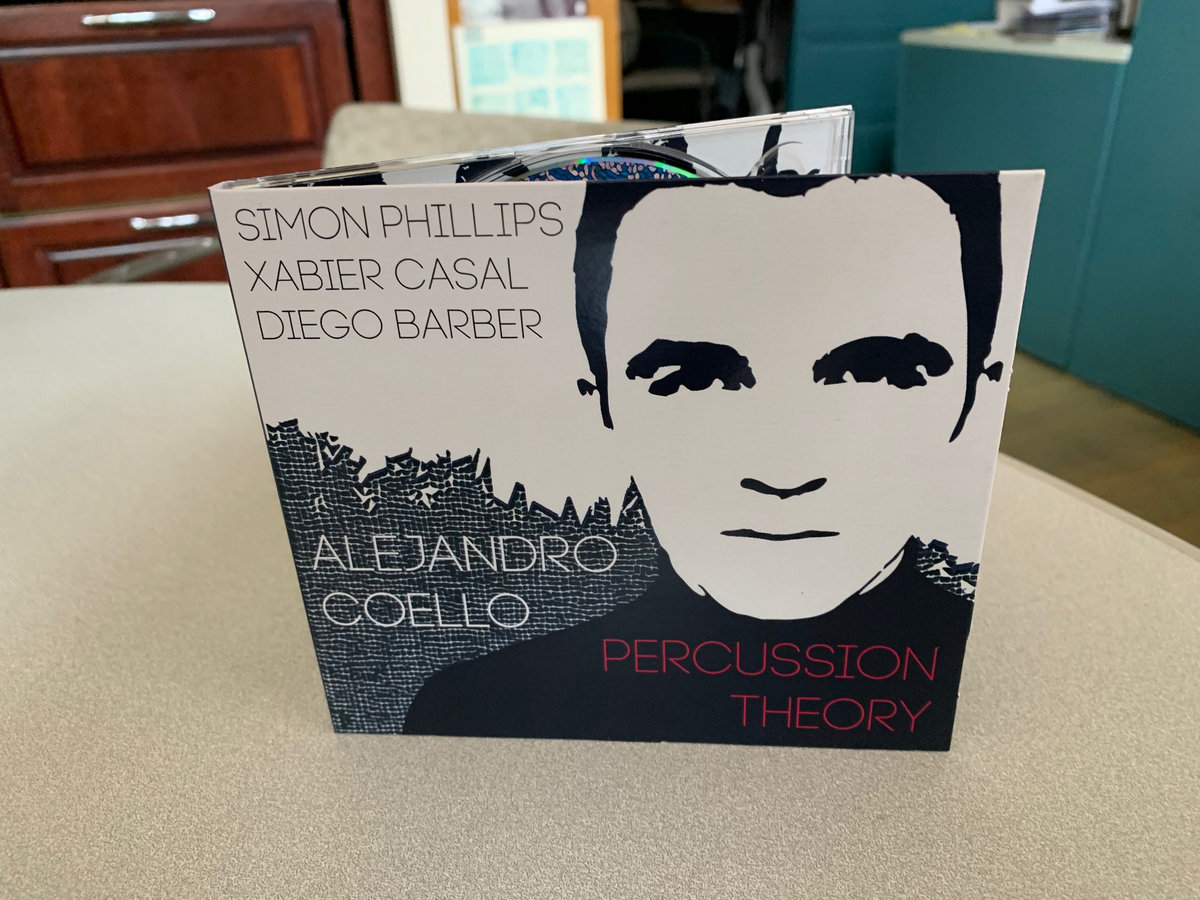 SIMON PHILLIPS
XABIER CASAL
DIEGO BARBER
ALEJANDRO
COELLO
PERCUSSION
THEORY